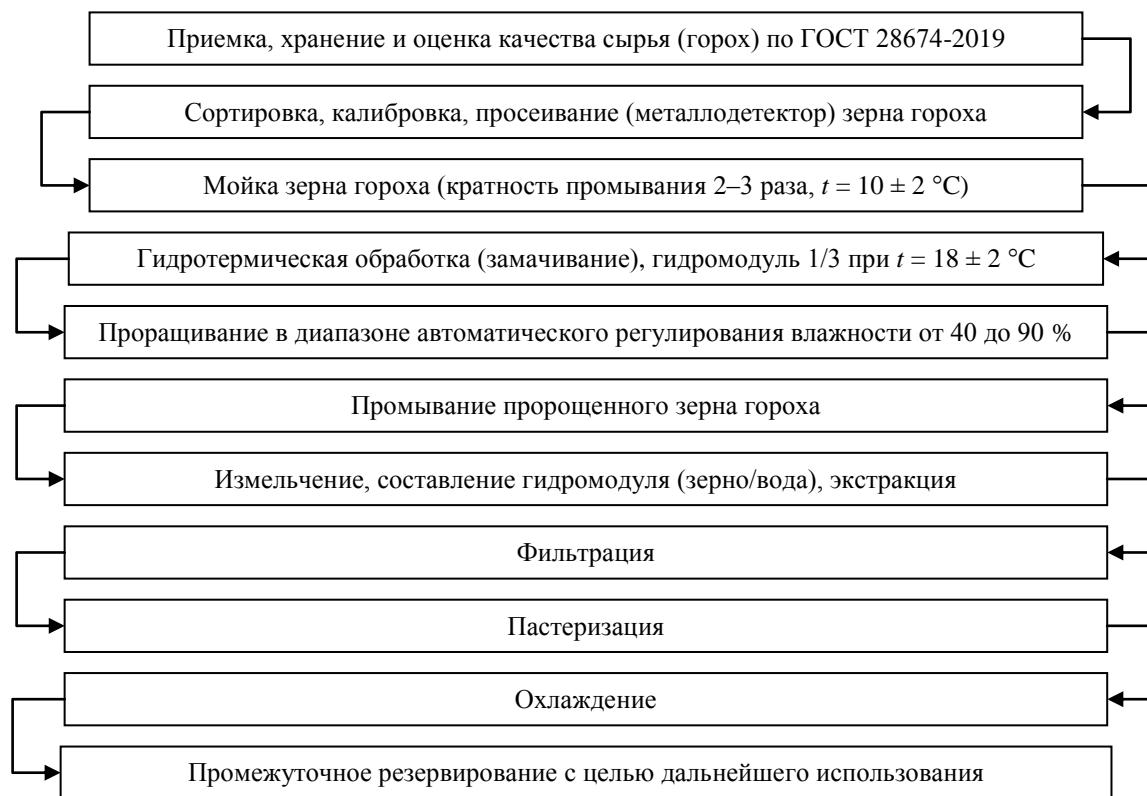 Приемка, хранение и оценка качества сырья (горох) по ГОСТ 28674-2019
Сортировка, калибровка, просеивание (металлодетектор) зерна гороха
Мойка зерна гороха (кратность промывания 2–3 раза, t = 10 ± 2 °C)
Гидротермическая обработка (замачивание), гидромодуль 1/3 при t = 18 ± 2 °C
Проращивание в диапазоне автоматического регулирования влажности от 40 до 90 %
Промывание пророщенного зерна гороха
Измельчение, составление гидромодуля (зерно/вода), экстракция
Фильтрация
Пастеризация
Охлаждение
Промежуточное резервирование с целью дальнейшего использования